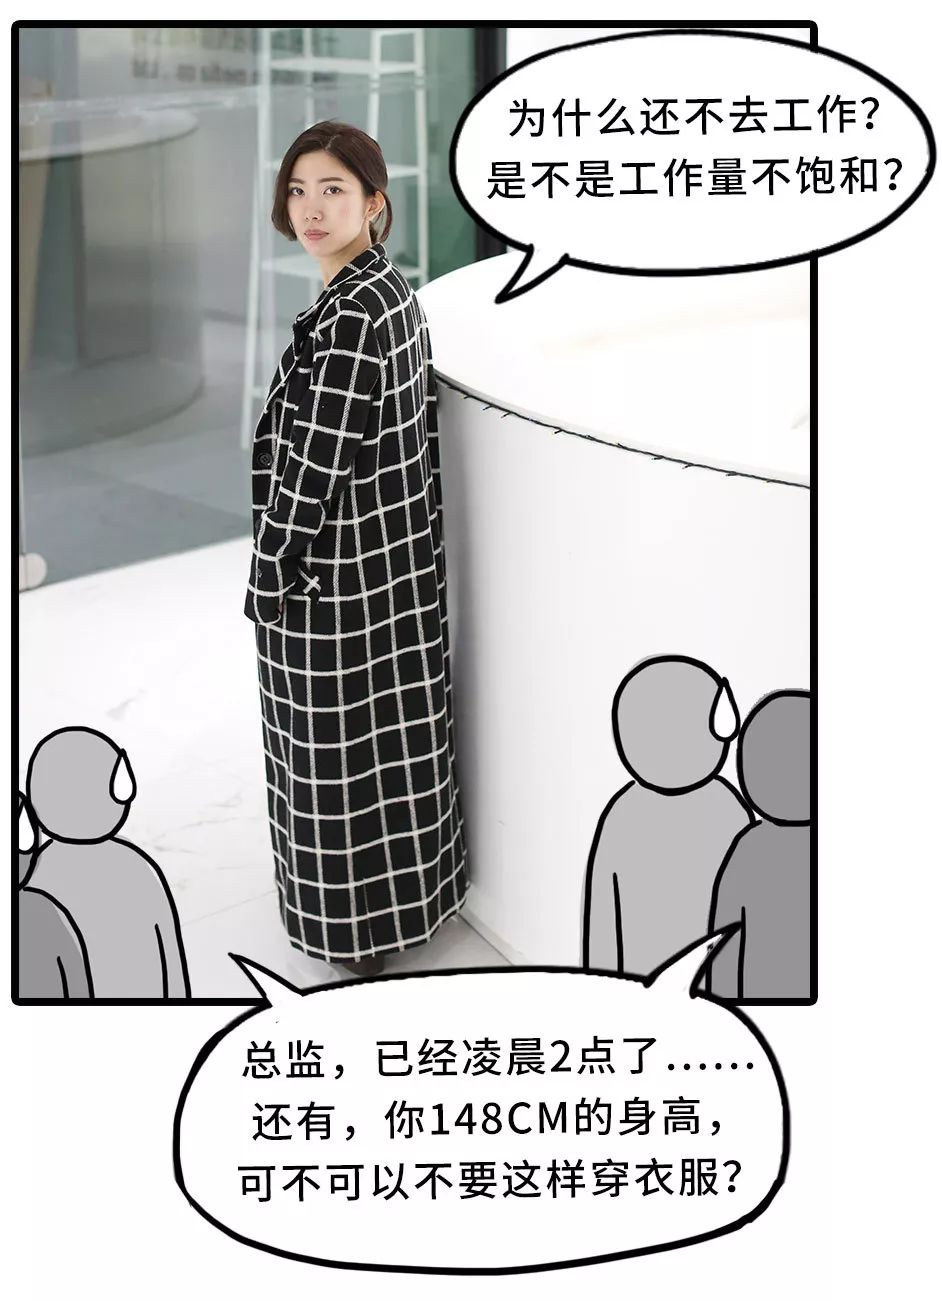 为什么还不去工作？
是不是工作量不饱和？
总监，已经凌晨2点了……
还有，你148CM的身高，
可不可以不要这样穿衣服？